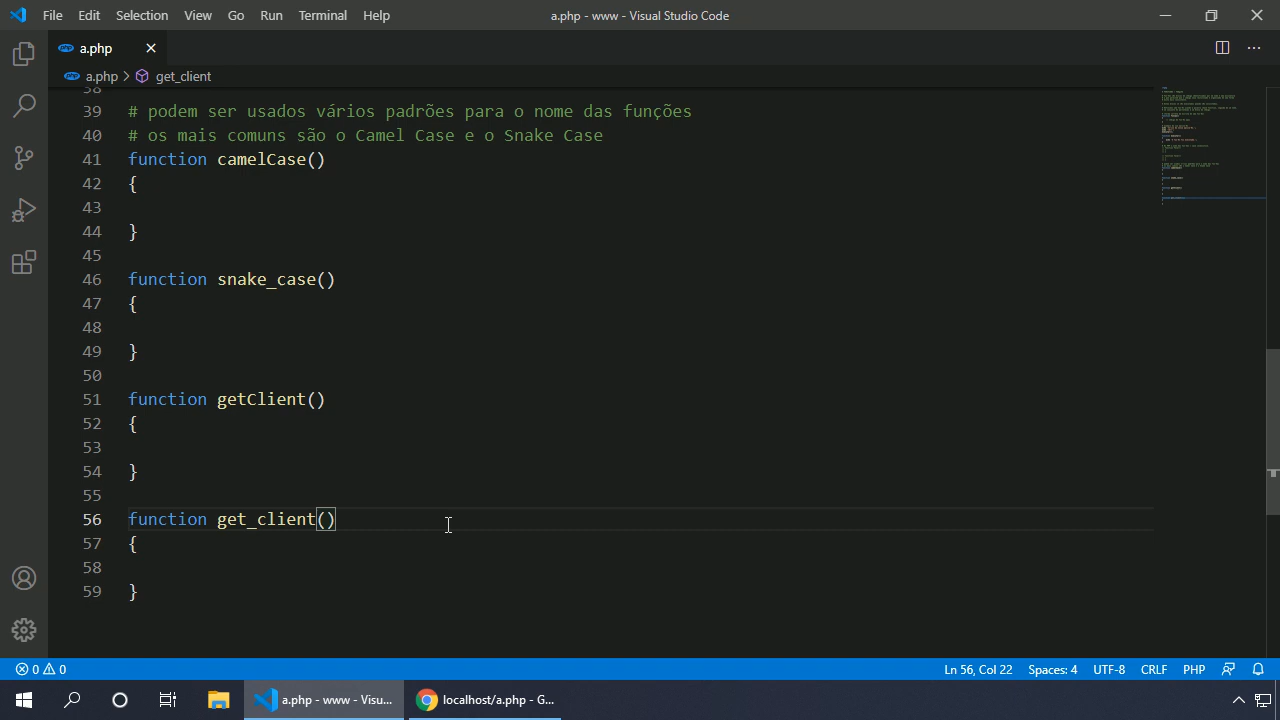 File Edit Selection View Go Run Terminal Help a.php - www - Visual Studio Code
php a.php
php a.php > get_client
38
39 # podem ser usados vários padrões para o nome das funções
40 # os mais comuns são o Camel Case eo Snake Case
41 function camelCase()
42 {
43
44 }
45
46 function snake_case()
47 {
48
49 }
50
51 function getClient()
52 {
53
54 }
55
56 function get_client()
57 {
58
59 }
0 0 Ln 56, Col 22 Spaces: 4 UTF-8 CRLF PHP
a.php - www - Visu... localhost/a.php - G...